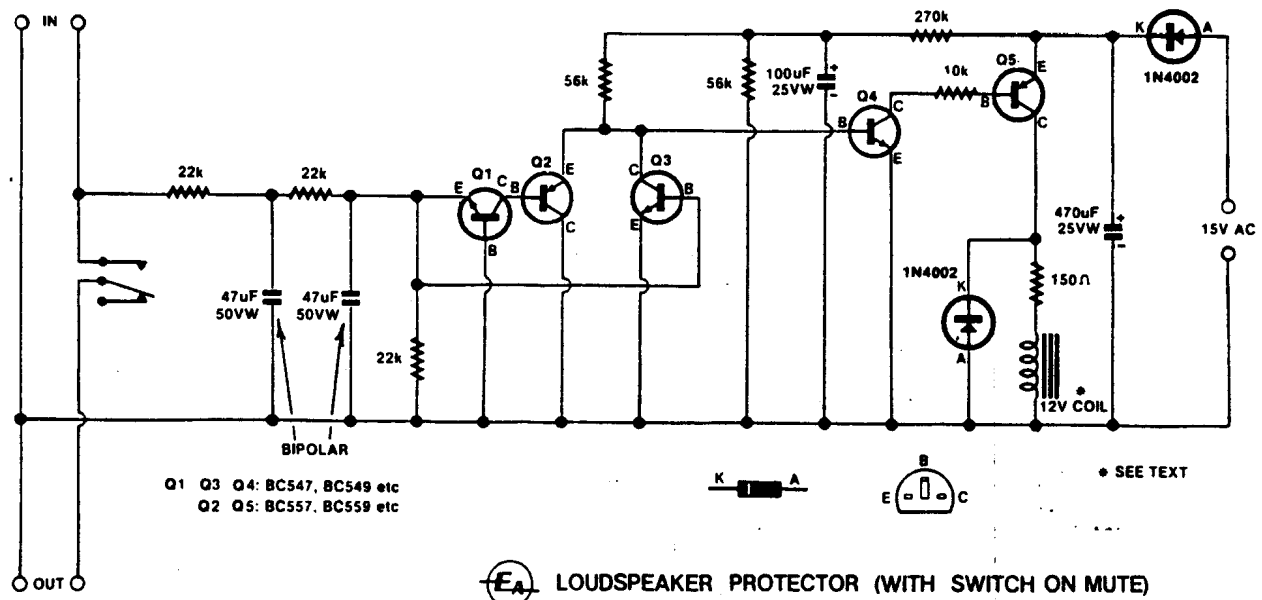 IN
270k
K
A
1N4002
56k
56k
100uF
25VW
+
-
10k
Q5
E
B
C
Q4
B
C
E
22k
22k
Q1
E
C
B
Q2
B
E
C
Q3
C
B
E
470uF
25VW
+
-
15V AC
1N4002
K
A
150Ω
47uF
50VW
47uF
50VW
22k
12V COIL
*
BIPOLAR
Q1 Q3 Q4: BC547, BC549 etc
Q2 Q5: BC557, BC559 etc
K
A
B
E
C
* SEE TEXT
OUT
EA LOUDSPEAKER PROTECTOR (WITH SWITCH ON MUTE)